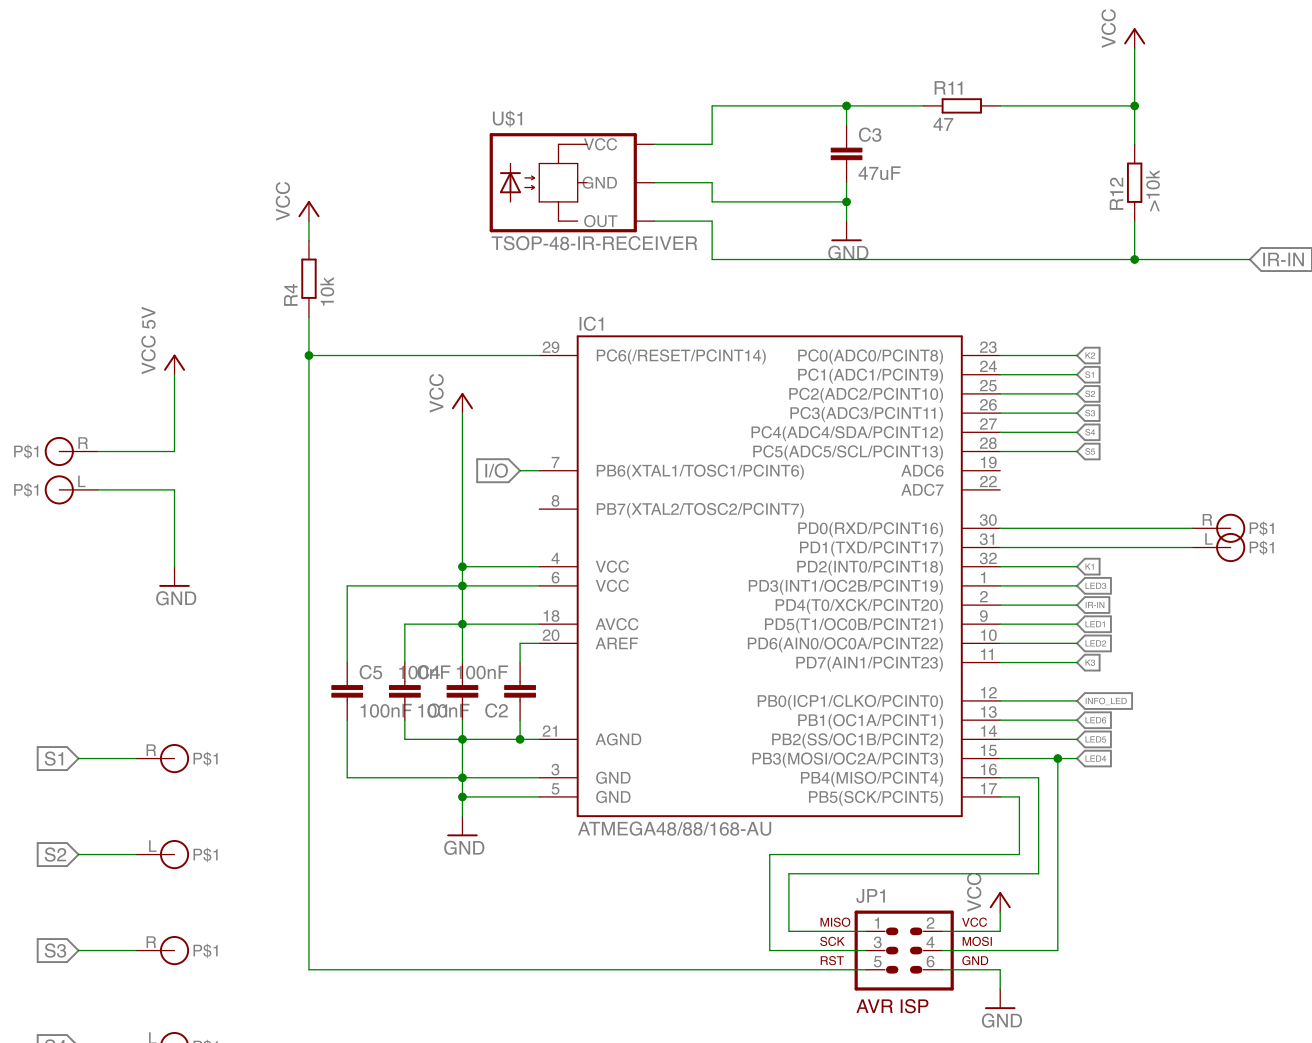 VCC
R11
47
C3
47uF
R12
>10k
U$1
VCC
GND
OUT
TSOP-48-IR-RECEIVER
GND
IR-IN
VCC
R4
10k
VCC 5V
P$1 R
P$1 L
GND
IC1
29 PC6(/RESET/PCINT14)
VCC
I/O 7 PB6(XTAL1/TOSC1/PCINT6)
8 PB7(XTAL2/TOSC2/PCINT7)
4 VCC
6 VCC
18 AVCC
20 AREF
C5 100nF C4 100nF
100nF 100nF C2
21 AGND
3 GND
5 GND
GND
PC0(ADC0/PCINT8) 23 K2
PC1(ADC1/PCINT9) 24 S1
PC2(ADC2/PCINT10) 25 S2
PC3(ADC3/PCINT11) 26 S3
PC4(ADC4/SDA/PCINT12) 27 S4
PC5(ADC5/SCL/PCINT13) 28 S5
ADC6 19
ADC7 22
PD0(RXD/PCINT16) 30 R P$1
PD1(TXD/PCINT17) 31 L P$1
PD2(INT0/PCINT18) 32 K1
PD3(INT1/OC2B/PCINT19) 1 LED3
PD4(T0/XCK/PCINT20) 2 IR-IN
PD5(T1/OC0B/PCINT21) 9 LED1
PD6(AIN0/OC0A/PCINT22) 10 LED2
PD7(AIN1/PCINT23) 11 K3
PB0(ICP1/CLKO/PCINT0) 12 INFO_LED
PB1(OC1A/PCINT1) 13 LED6
PB2(SS/OC1B/PCINT2) 14 LED5
PB3(MOSI/OC2A/PCINT3) 15 LED4
PB4(MISO/PCINT4) 16
PB5(SCK/PCINT5) 17
ATMEGA48/88/168-AU
S1 R P$1
S2 L P$1
S3 R P$1
L P$1
JP1
VCC
MISO 1 2 VCC
SCK 3 4 MOSI
RST 5 6 GND
AVR ISP
GND